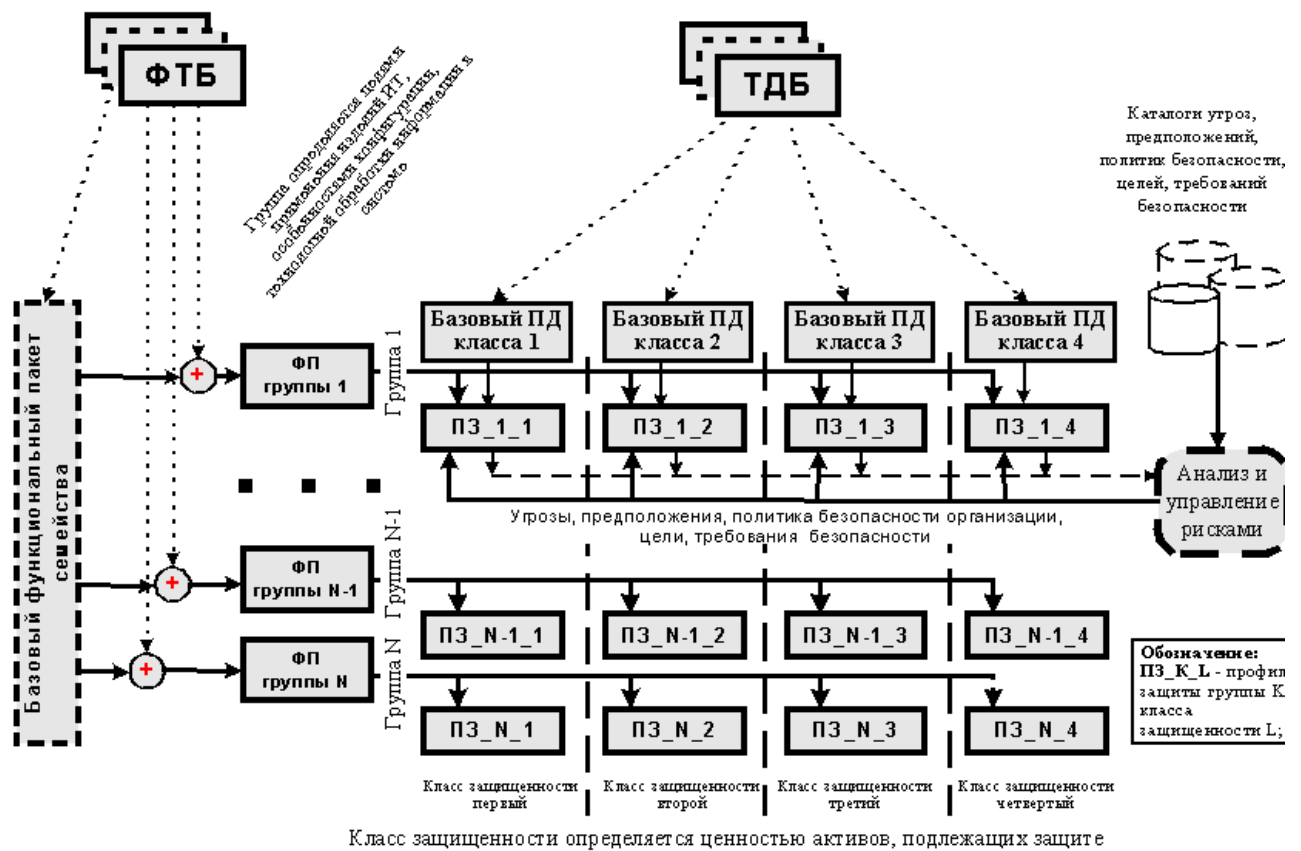 ФТБ
ТДБ
Группа определяется целями
применения изделий ИТ,
особенностями конфигурации,
технологией обработки информации в
системе
Каталоги угроз,
предположений,
политик безопасности,
целей, требований
безопасности
Базовый функциональный пакет
семейства
Базовый ПД
класса 1
Базовый ПД
класса 2
Базовый ПД
класса 3
Базовый ПД
класса 4
+
ФП
группы 1
Группа 1
ПЗ_1_1
ПЗ_1_2
ПЗ_1_3
ПЗ_1_4
Анализ и
управление
рисками
Угрозы, предположения, политика безопасности организации,
цели, требования безопасности
+
ФП
группы N-1
Группа N-1
ПЗ_N-1_1
ПЗ_N-1_2
ПЗ_N-1_3
ПЗ_N-1_4
+
ФП
группы N
Группа N
ПЗ_N_1
ПЗ_N_2
ПЗ_N_3
ПЗ_N_4
Обозначение:
ПЗ_K_L - профил
защиты группы K
класса
защищенности L;
Класс защищенности
первый
Класс защищенности
второй
Класс защищенности
третий
Класс защищенности
четвертый
Класс защищенности определяется ценностью активов, подлежащих защите